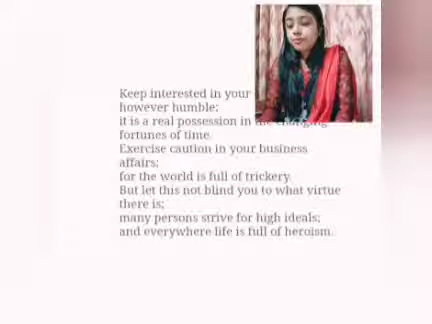 Keep interested in your
however humble;
it is a real possession in the changing
fortunes of time.
Exercise caution in your business
affairs;
for the world is full of trickery.
But let this not blind you to what virtue
there is;
many persons strive for high ideals;
and everywhere life is full of heroism.